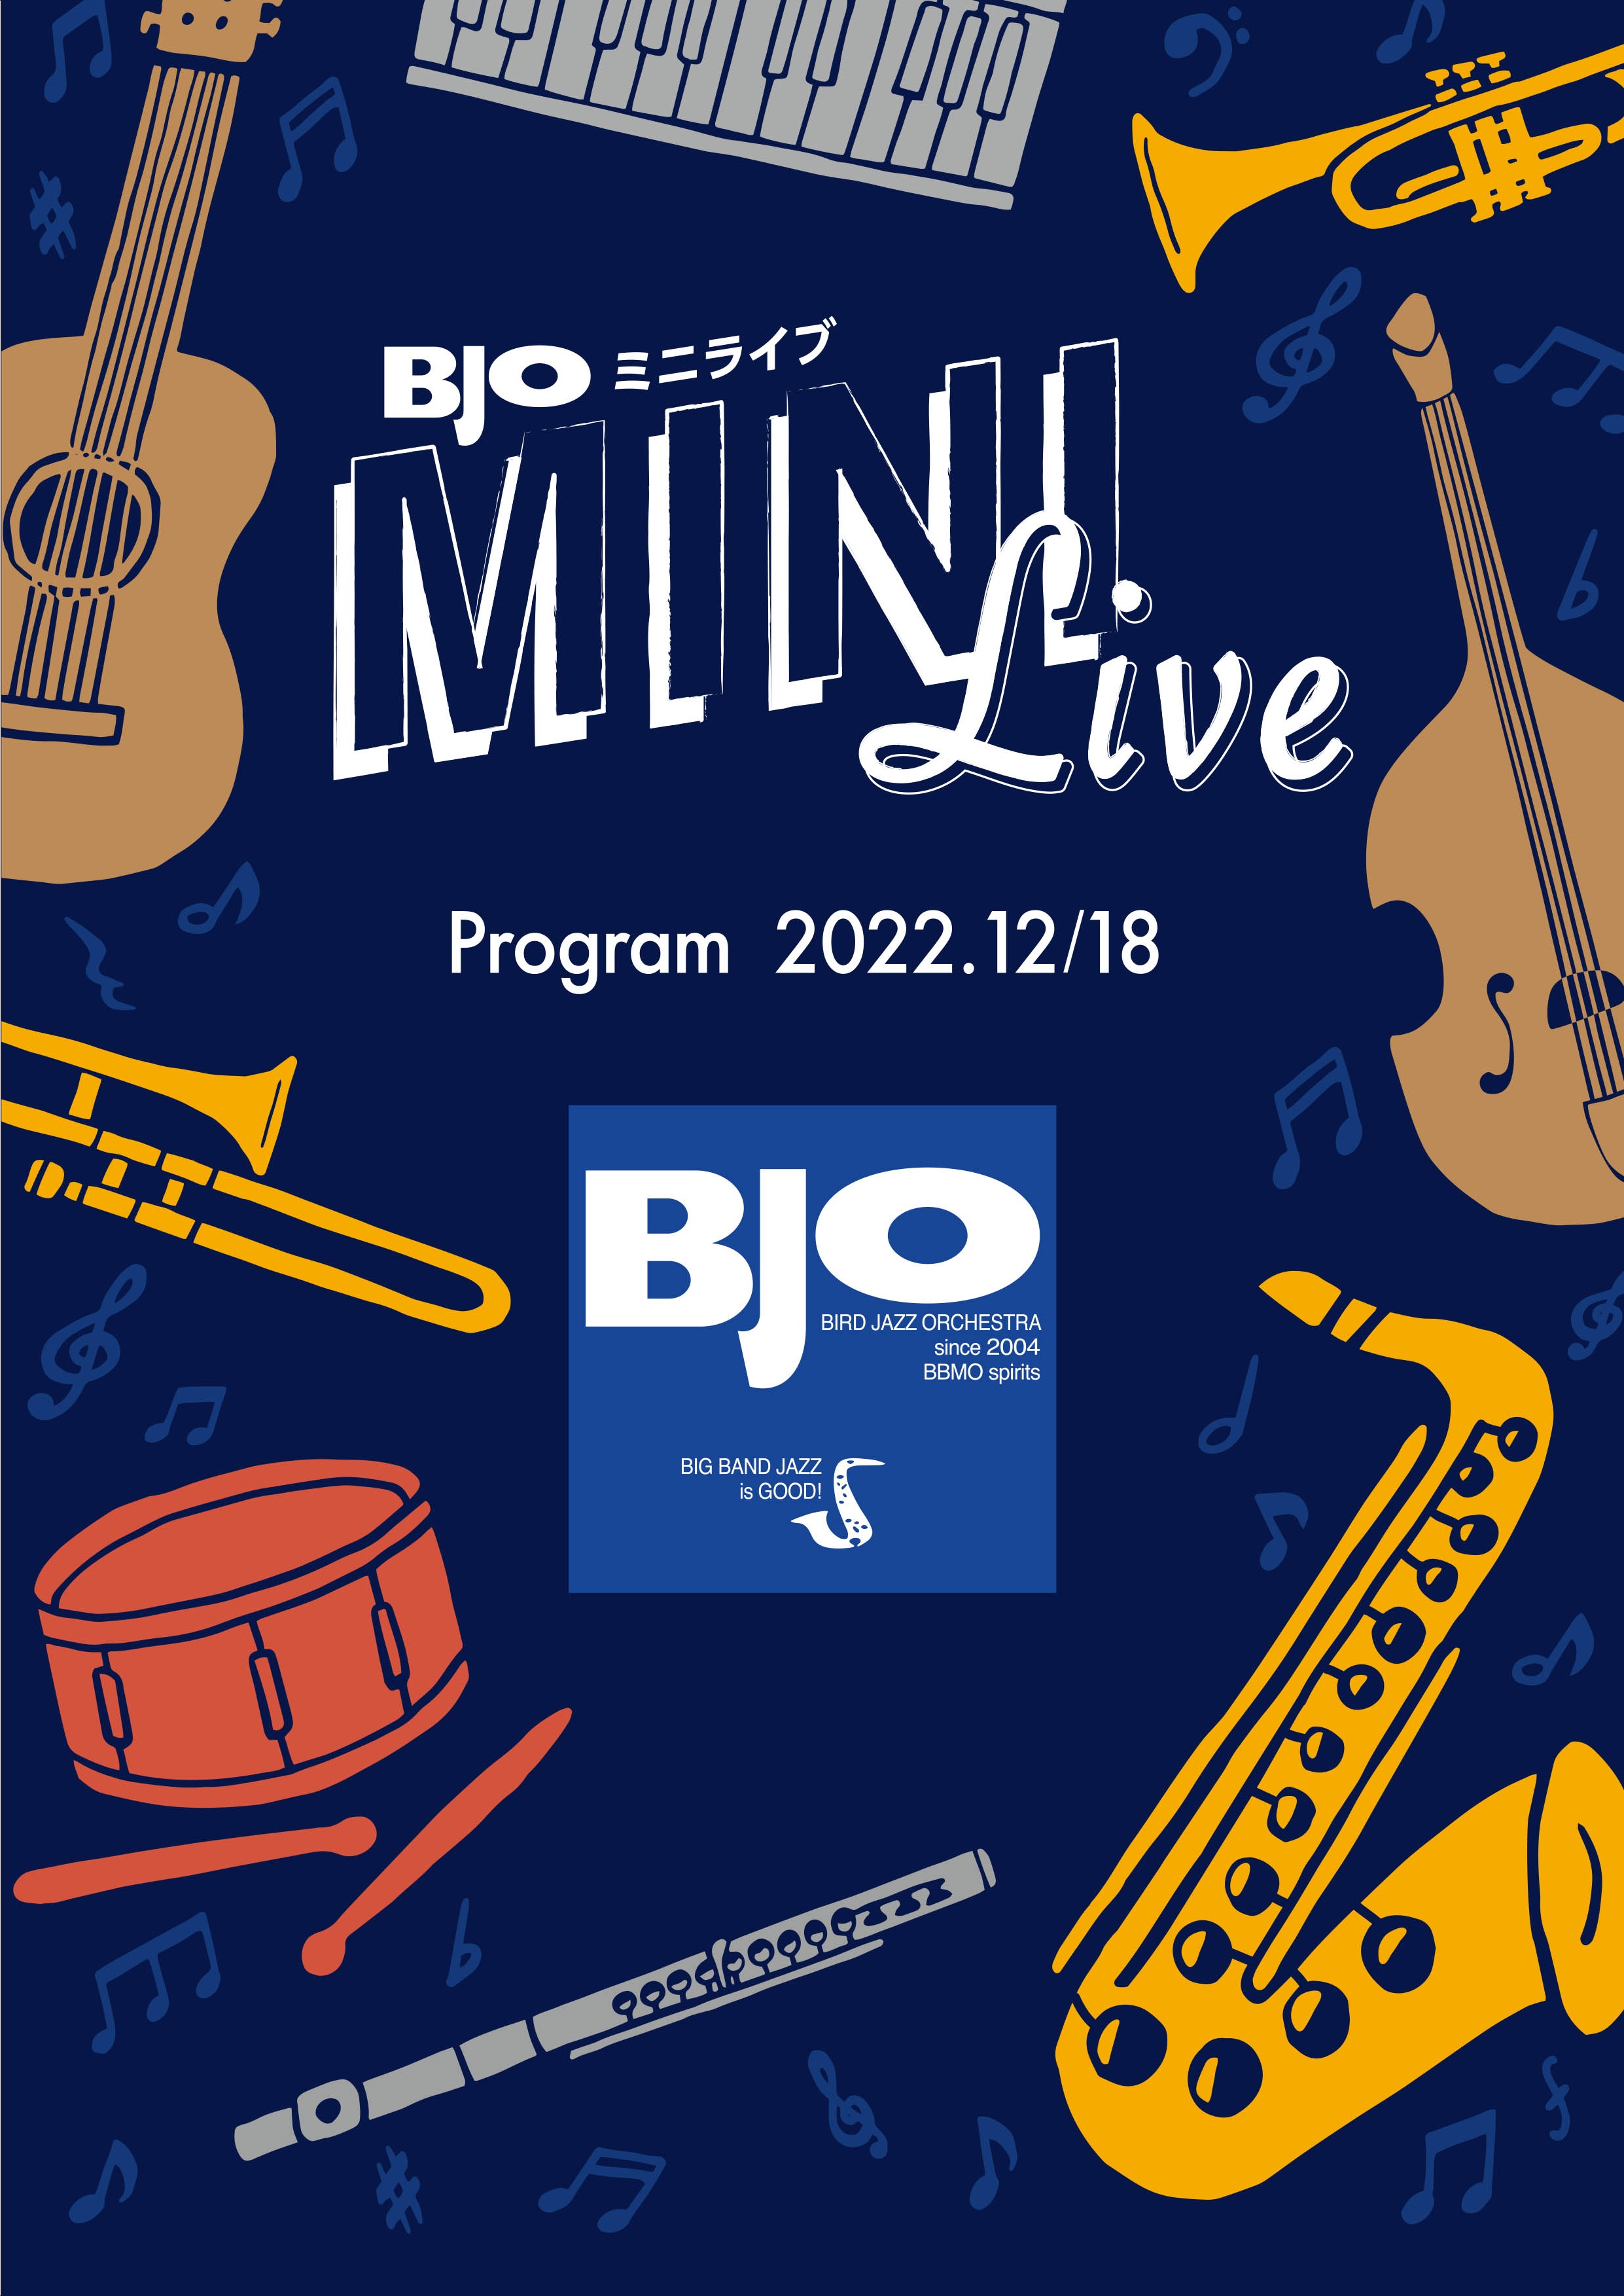 BJO ミニライブ
MINI
Live
Program 2022.12/18
BJO
BIRD JAZZ ORCHESTRA
since 2004
BBMO spirits
BIG BAND JAZZ
is GOOD!